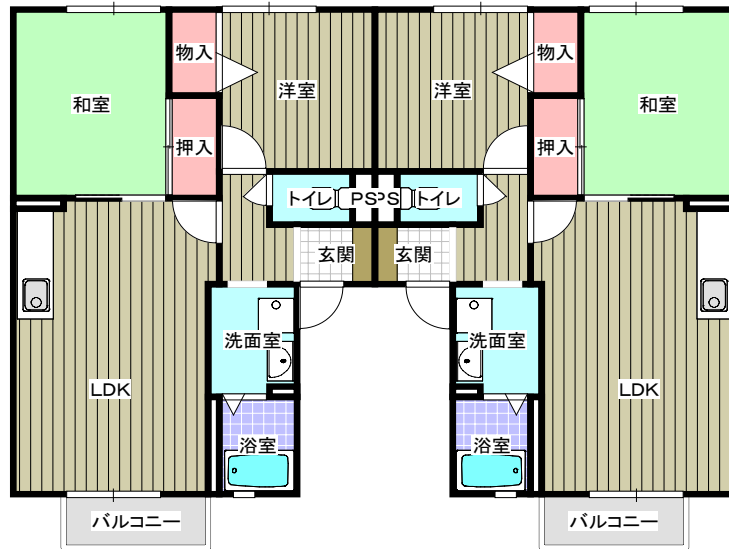 物入
物入
洋室
洋室
和室
和室
押入
押入
トイレ
PS
PS
トイレ
玄関
玄関
洗面室
洗面室
LDK
LDK
浴室
浴室
バルコニー
バルコニー